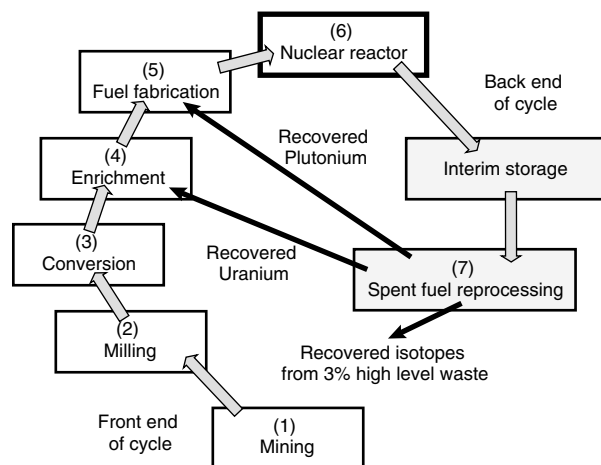 (6)
Nuclear reactor
(5)
Fuel fabrication
Back end
of cycle
Recovered
Plutonium
(4)
Enrichment
Interim storage
(3)
Conversion
Recovered
Uranium
(7)
Spent fuel reprocessing
(2)
Milling
Recovered isotopes
from 3% high level waste
Front end
of cycle
(1)
Mining